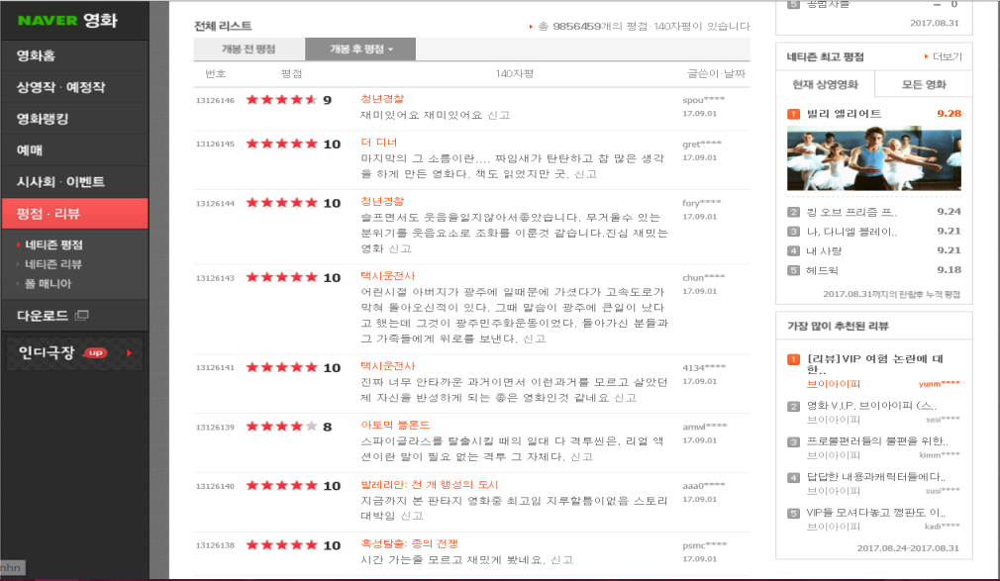 NAVER 영화
영화홈
상영작 · 예정작
영화랭킹
예매
시사회 · 이벤트
평점 · 리뷰
네티즌 평점
네티즌 리뷰
폴 매니아
다운로드
인디극장 up
nhn
전체 리스트
총 9856459개의 평점·140자평이 있습니다
개봉 전 평점
개봉 후 평점
번호 평점 140자평 글쓴이·날짜
13126146 9 청년경찰 spou****
재미있어요 재미있어요 신고 17.09.01
13126145 10 더 디너 gret****
마지막의 그 소름이란.... 짜임새가 탄탄하고 참 많은 생각 17.09.01
을 하게 만든 영화다. 책도 읽었지만 굿. 신고
13126144 10 청년경찰 fory****
슬프면서도 웃음을잃지않아서좋았습니다. 무거울수 있는 17.09.01
분위기를 웃음요소로 조화를 이룬것 같습니다.진심 재밌는
영화 신고
13126143 10 택시운전사 chun****
어린시절 아버지가 광주에 일때문에 가셨다가 고속도로가 17.09.01
막혀 돌아오신적이 있다. 그때 말씀이 광주에 큰일이 났다
고 했는데 그것이 광주민주화운동이었다. 돌아가신 분들과
그 가족들에게 위로를 보낸다. 신고
13126141 10 택시운전사 4134****
진짜 너무 안타까운 과거이면서 이런과거를 모르고 살았던 17.09.01
제 자신을 반성하게 되는 좋은 영화인것 같네요 신고
13126139 8 아토믹 블론드 amwl****
스파이글라스를 탈출시킬 때의 일대 다 격투씬은, 리얼 액 17.09.01
션이란 말이 필요 없는 격투 그 자체다. 신고
13126140 10 발레리안: 천 개 행성의 도시 aaa0****
지금까지 본 판타지 영화중 최고임 지루할틈이없음 스토리 17.09.01
대박임 신고
13126138 10 혹성탈출: 종의 전쟁 psmc****
시간 가는줄 모르고 재밌게 봤네요. 신고 17.09.01
5 공범자들 0
2017.08.31
네티즌 최고 평점 더보기
현재 상영영화 모든 영화
1 빌리 엘리어트 9.28
2 킹 오브 프리즘 프.. 9.24
3 나, 다니엘 블레이.. 9.21
4 내 사랑 9.21
5 헤드윅 9.18
2017.08.31까지의 관람후 누적 평점
가장 많이 추천된 리뷰
1 [리뷰]VIP 여혐 논란에 대
한..
브이아이피 yunm****
2 영화 V.I.P, 브이아이피 (스..
브이아이피 sesi****
3 프로불편러들의 불편을 위한..
브이아이피 kimm****
4 답답한 내용과캐릭터들에다..
브이아이피 susi****
5 VIP들 모셔다놓고 깽판도 이..
브이아이피 kadi****
2017.08.24-2017.08.31